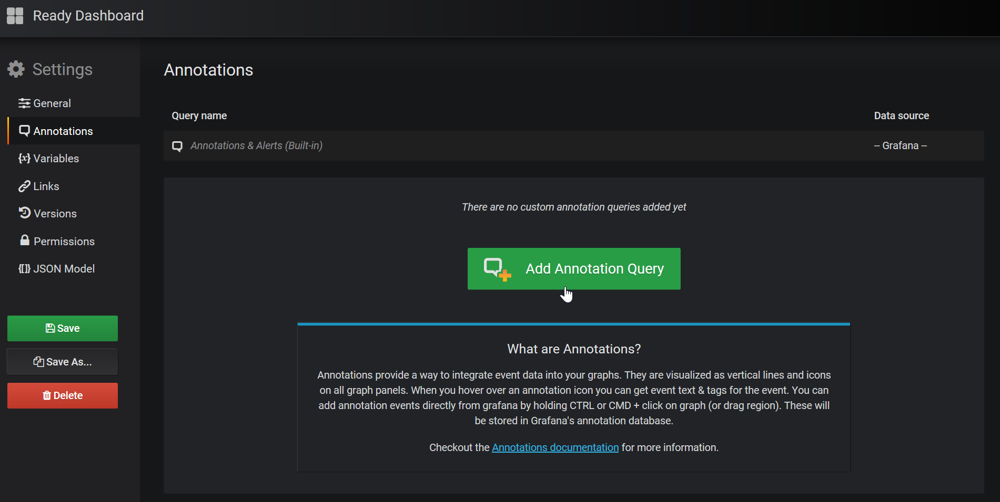 Ready Dashboard
Settings
General
Annotations
Variables
Links
Versions
Permissions
JSON Model
Save
Save As...
Delete
Annotations
Query name Data source
Annotations & Alerts (Built-in) -- Grafana --
There are no custom annotation queries added yet
Add Annotation Query
What are Annotations?
Annotations provide a way to integrate event data into your graphs. They are visualized as vertical lines and icons
on all graph panels. When you hover over an annotation icon you can get event text & tags for the event. You can
add annotation events directly from grafana by holding CTRL or CMD + click on graph (or drag region). These will
be stored in Grafana's annotation database.
Checkout the Annotations documentation for more information.